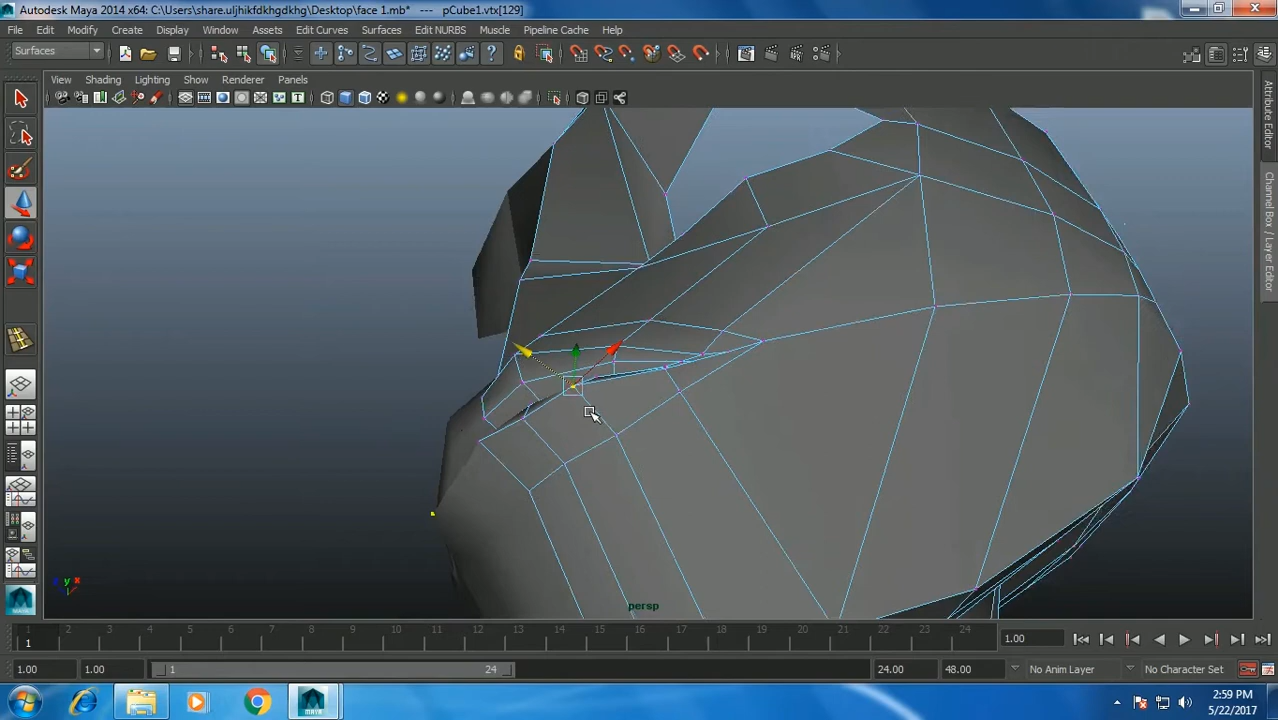 Autodesk Maya 2014 x64: C:\Users\share.uljhikfdkhgdkhg\Desktop\face 1.mb* --- pCube1.vtx[129]
File Edit Modify Create Display Window Assets Edit Curves Surfaces Edit NURBS Muscle Pipeline Cache Help
Surfaces
View Shading Lighting Show Renderer Panels
Attribute Editor
Channel Box / Layer Editor
y x
persp
1 2 3 4 5 6 7 8 9 10 11 12 13 14 15 16 17 18 19 20 21 22 23 24
1 1.00
1.00 1.00 1 24 24.00 48.00 No Anim Layer No Character Set
MAYA
2:59 PM
5/22/2017